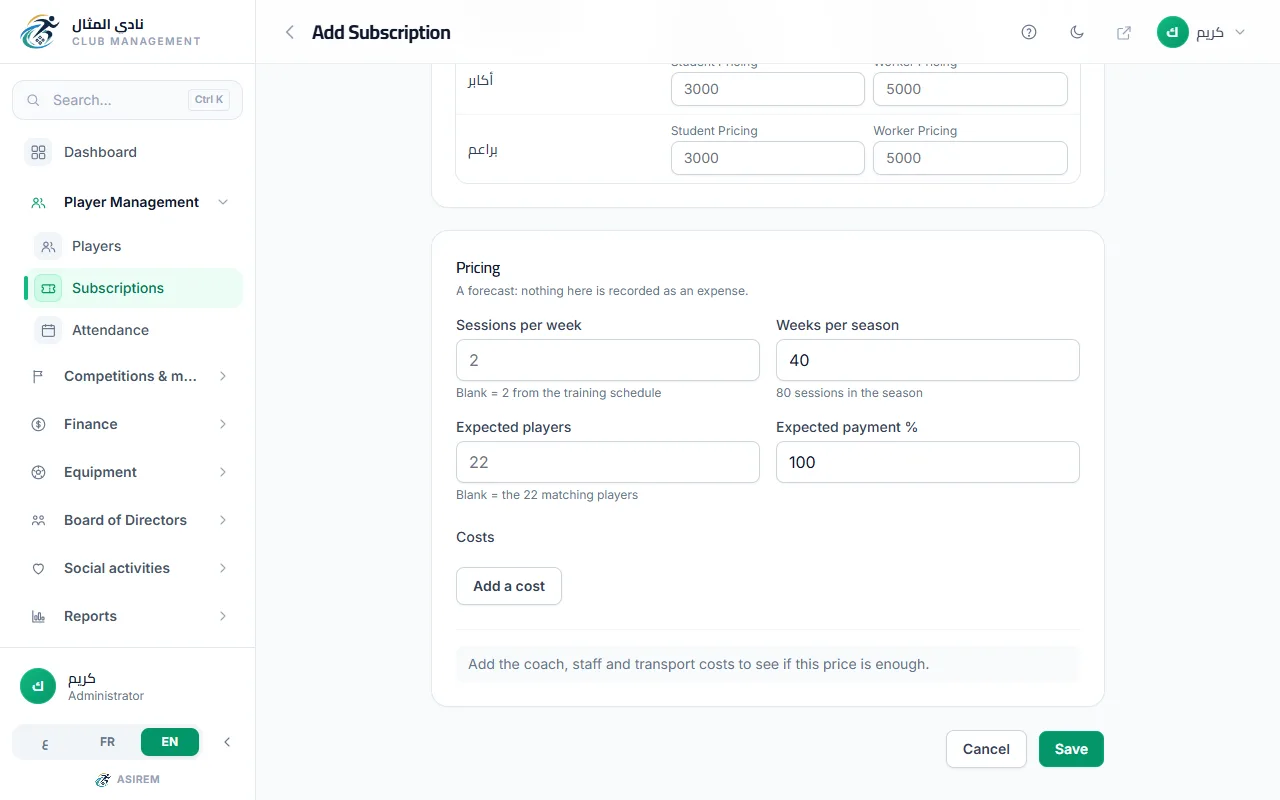 نادي المثال
CLUB MANAGEMENT
Add Subscription
ك
كريم
Search...
Ctrl K
Dashboard
Player Management
Players
Subscriptions
Attendance
Competitions & m...
Finance
Equipment
Board of Directors
Social activities
Reports
ك
كريم
Administrator
ع
FR
EN
ASIREM
Student Pricing
Worker Pricing
أكابر
3000
5000
Student Pricing
Worker Pricing
براعم
3000
5000
Pricing
A forecast: nothing here is recorded as an expense.
Sessions per week
Weeks per season
2
40
Blank = 2 from the training schedule
80 sessions in the season
Expected players
Expected payment %
22
100
Blank = the 22 matching players
Costs
Add a cost
Add the coach, staff and transport costs to see if this price is enough.
Cancel
Save